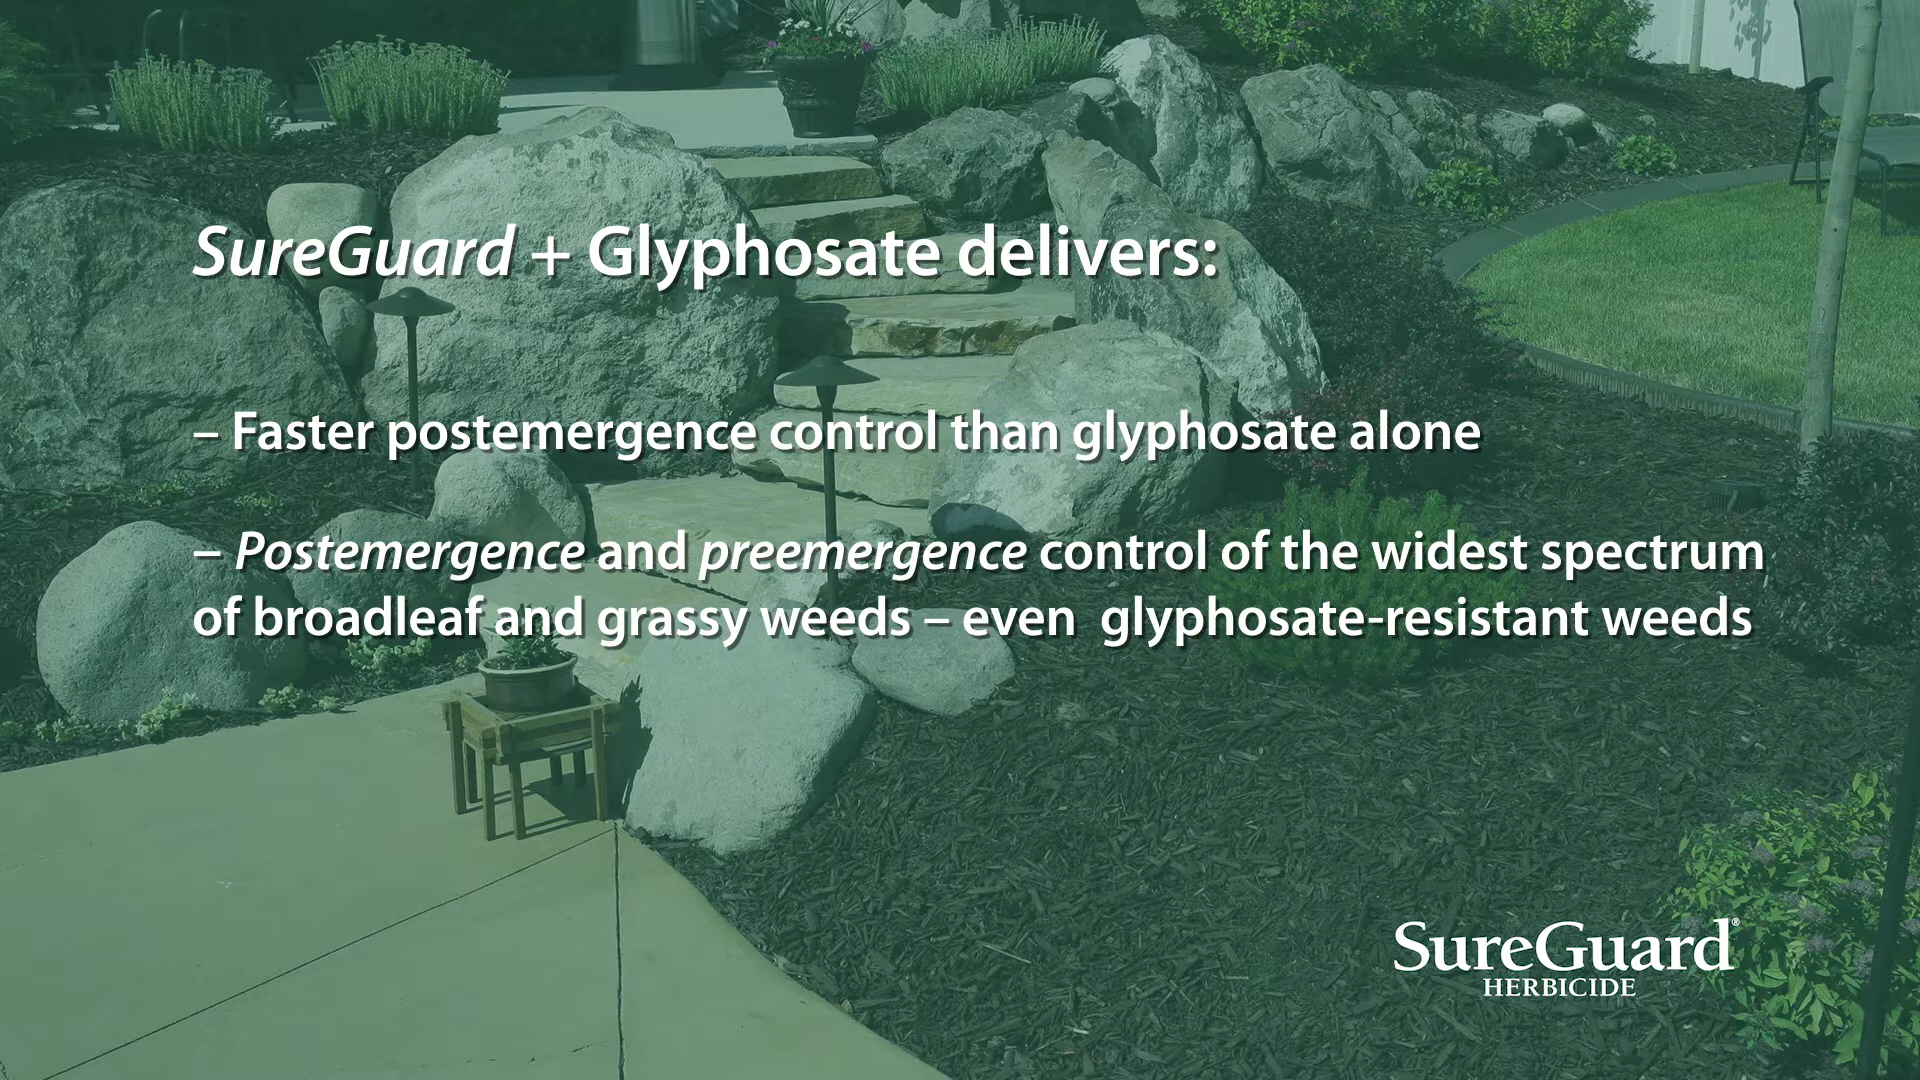 SureGuard + Glyphosate delivers:
– Faster postemergence control than glyphosate alone
– Postemergence and preemergence control of the widest spectrum
of broadleaf and grassy weeds – even  glyphosate-resistant weeds
SureGuard®
HERBICIDE